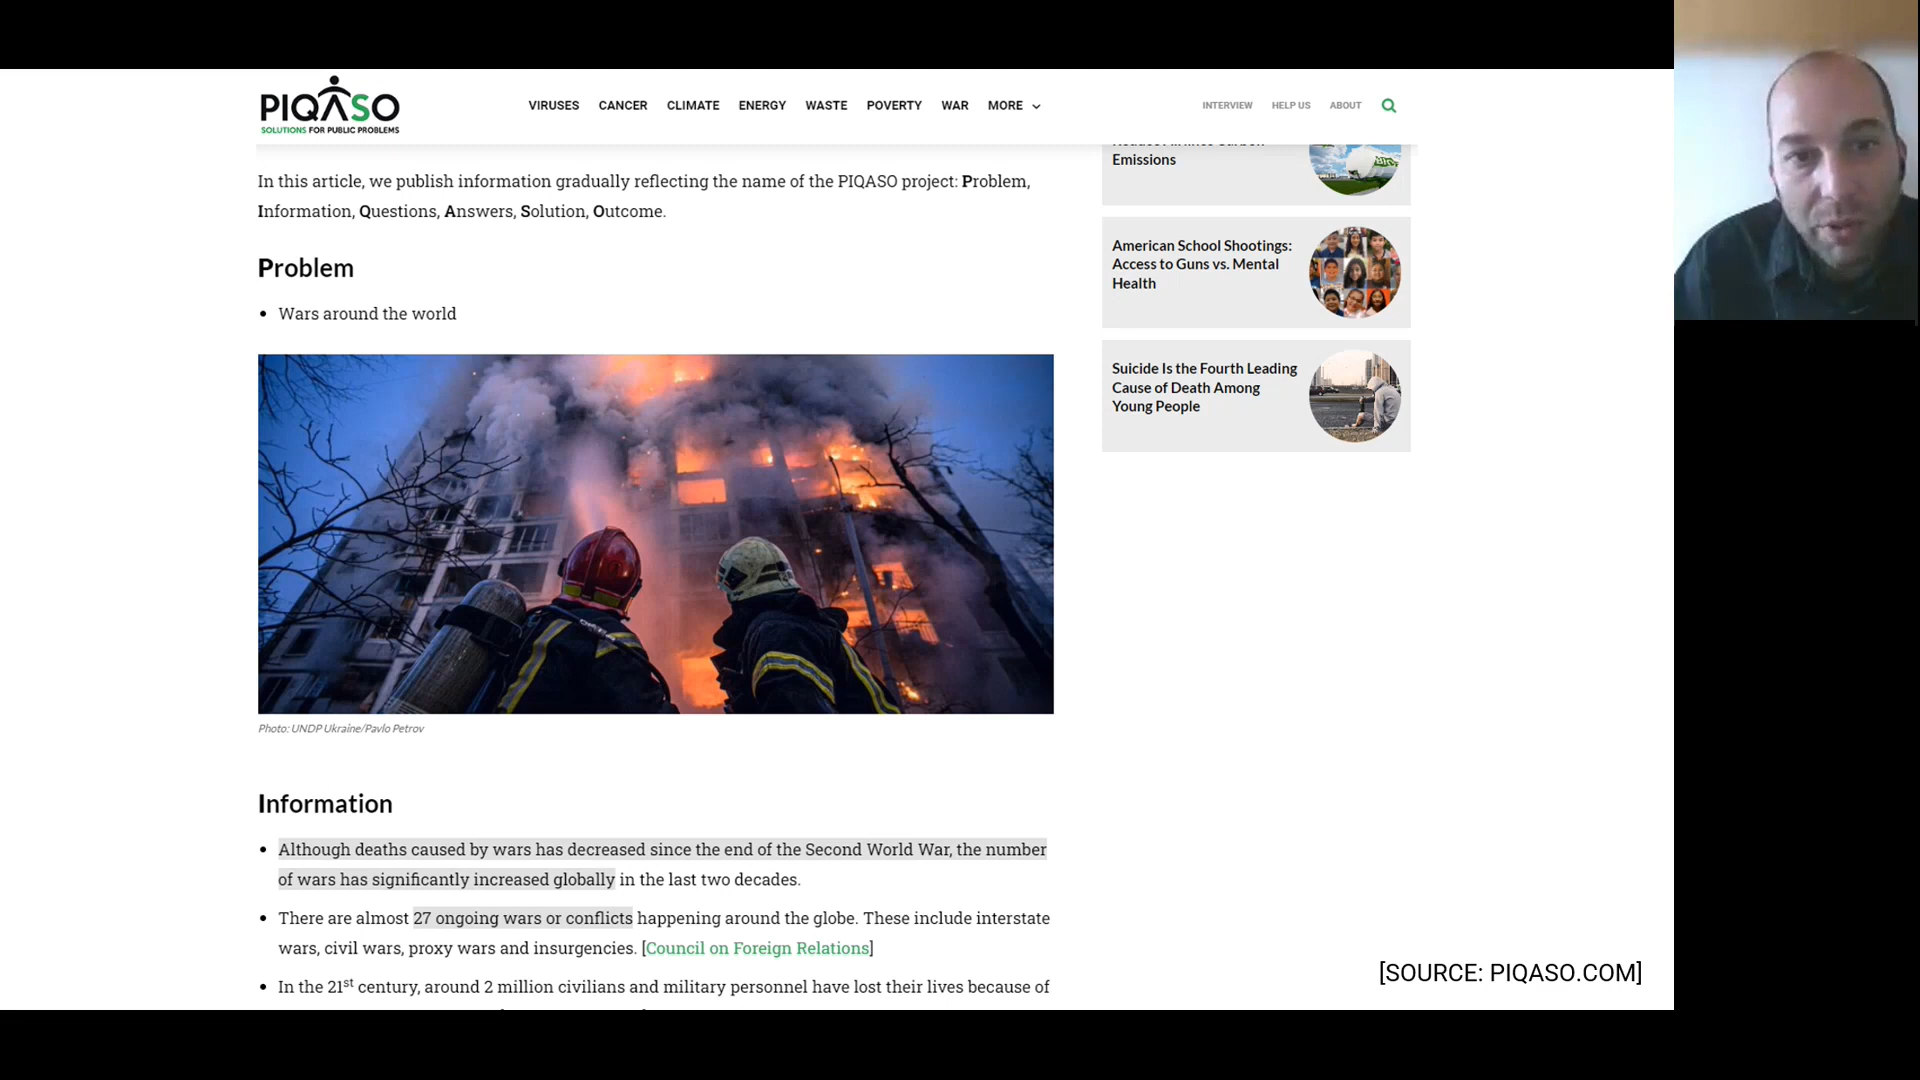 PIQASO
SOLUTIONS FOR PUBLIC PROBLEMS
VIRUSES CANCER CLIMATE ENERGY WASTE POVERTY WAR MORE
INTERVIEW HELP US ABOUT
In this article, we publish information gradually reflecting the name of the PIQASO project: Problem,
Information, Questions, Answers, Solution, Outcome.
Problem
• Wars around the world
Photo: UNDP Ukraine/Pavlo Petrov
Information
• Although deaths caused by wars has decreased since the end of the Second World War, the number
of wars has significantly increased globally in the last two decades.
• There are almost 27 ongoing wars or conflicts happening around the globe. These include interstate
wars, civil wars, proxy wars and insurgencies. [Council on Foreign Relations]
• In the 21st century, around 2 million civilians and military personnel have lost their lives because of
Emissions
American School Shootings:
Access to Guns vs. Mental
Health
Suicide Is the Fourth Leading
Cause of Death Among
Young People
[SOURCE: PIQASO.COM]